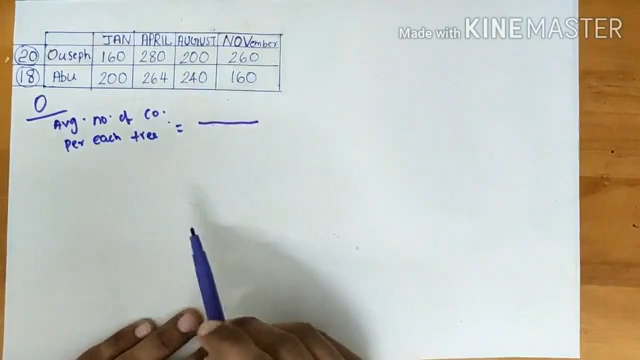 Made with KINEMASTER
JAN APRIL AUGUST NOVember
20 Ouseph 160 280 200 260
18 Abu 200 264 240 160
O
Avg. no. of co.
per each tree =